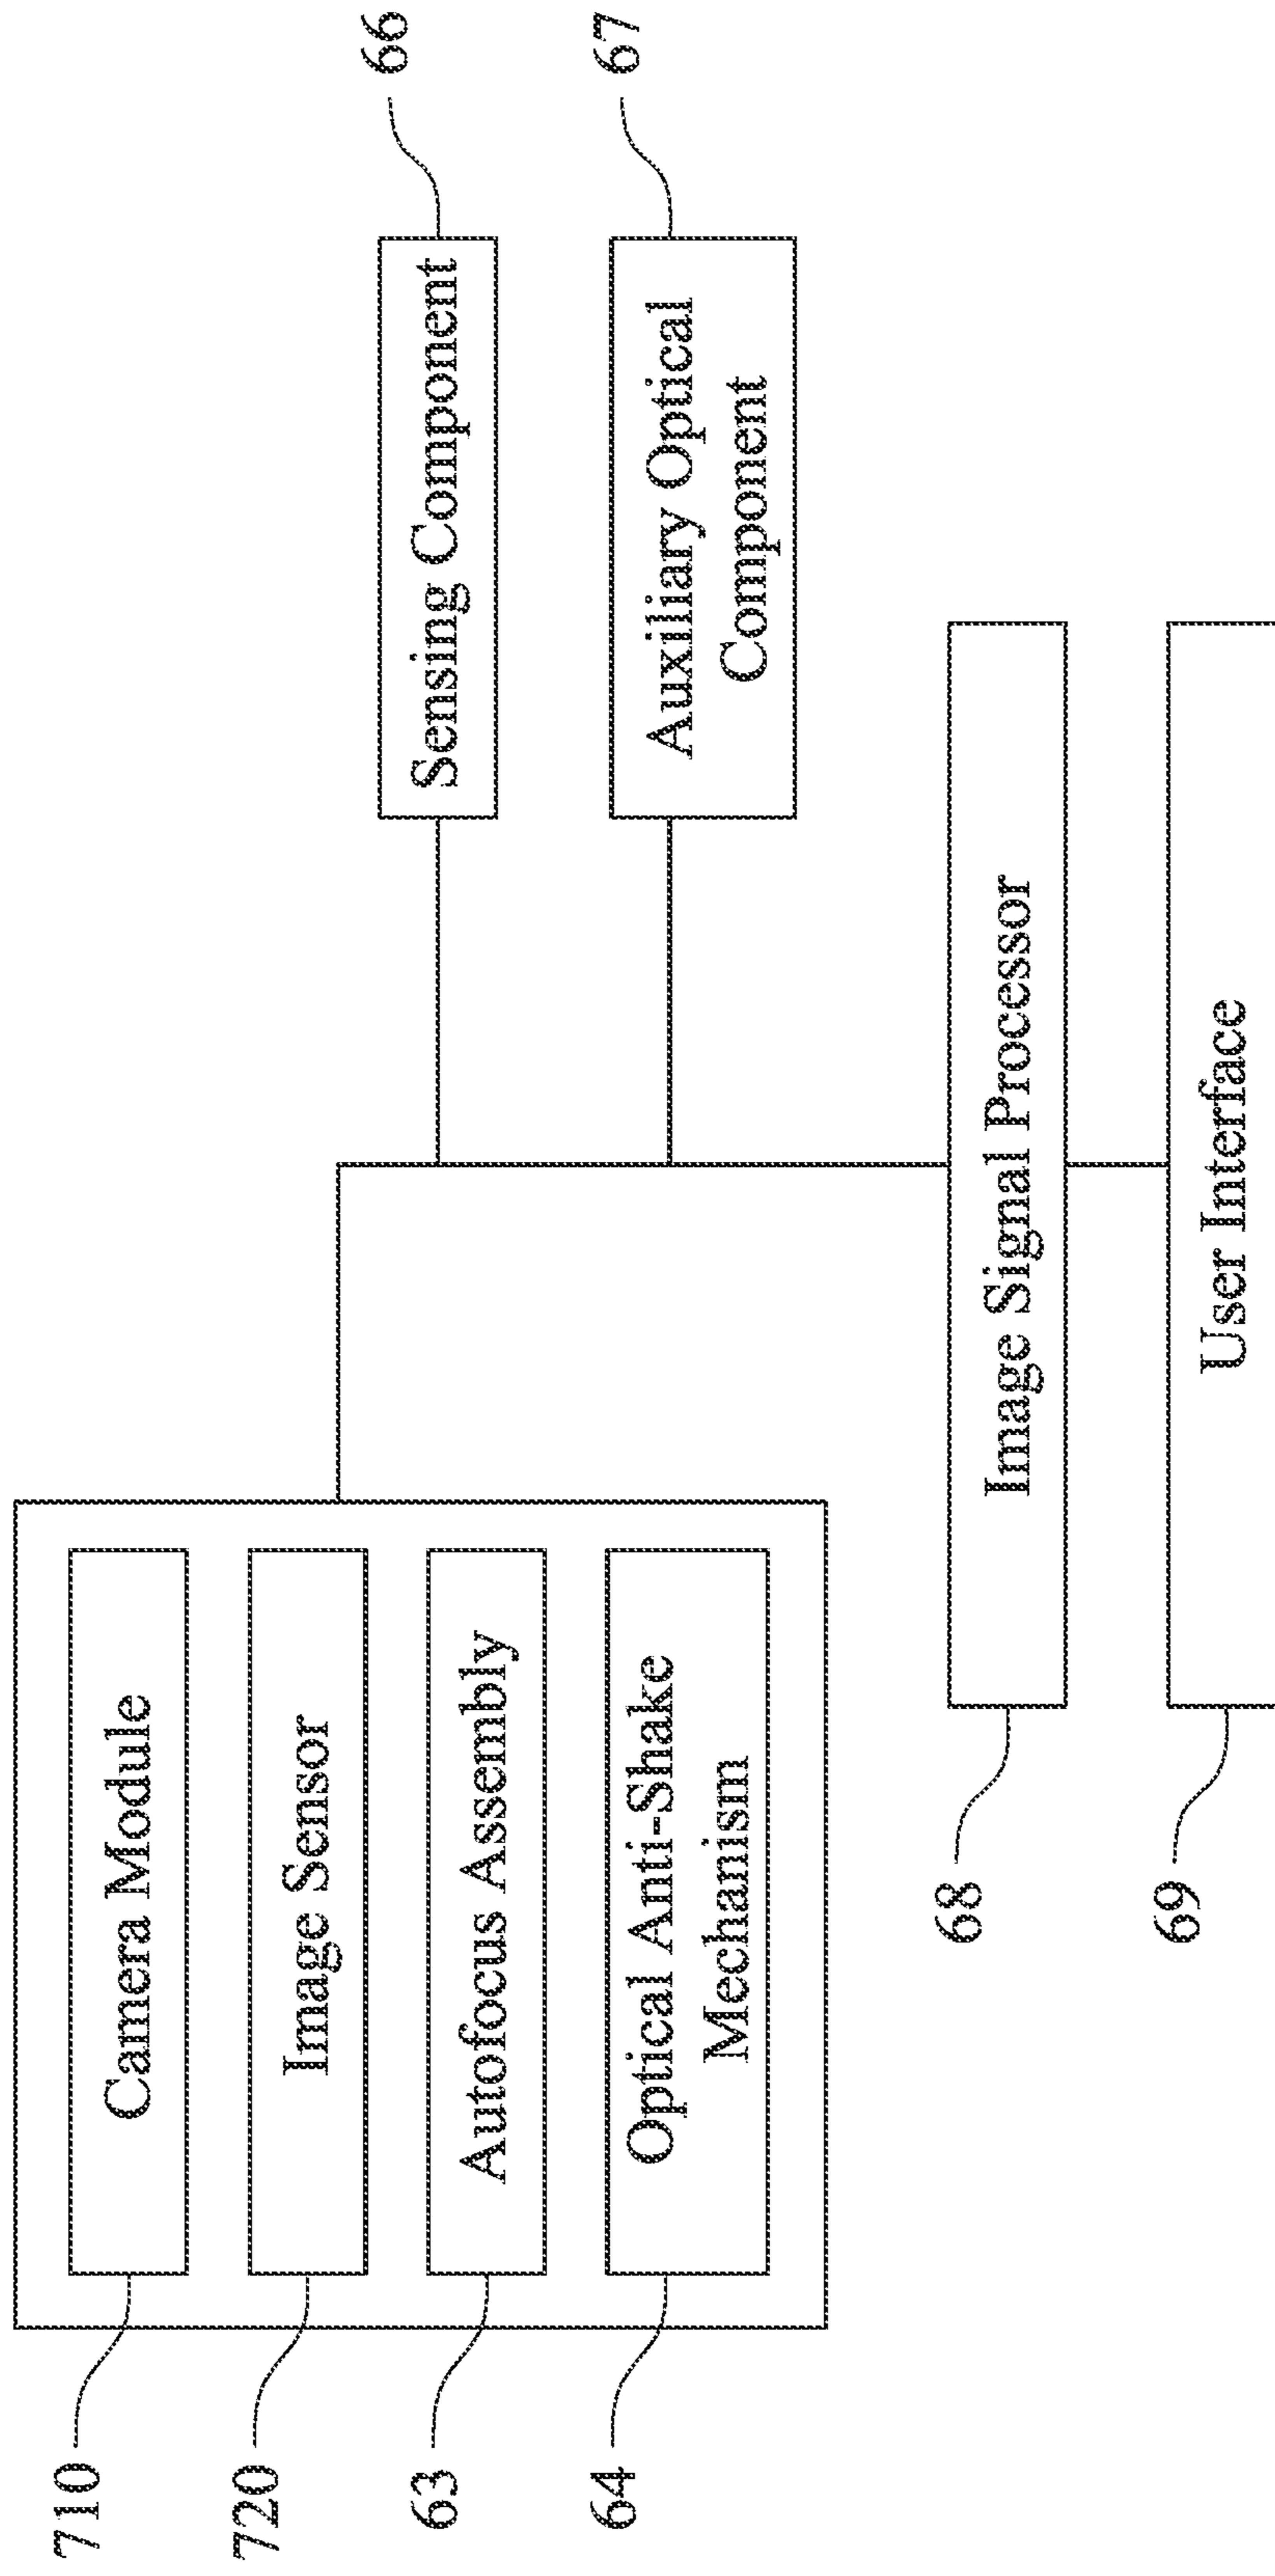 710
Camera Module
720
Image Sensor
63
Autofocus Assembly
64
Optical Anti-Shake
Mechanism
66
Sensing Component
67
Auxiliary Optical
Component
68
Image Signal Processor
69
User Interface